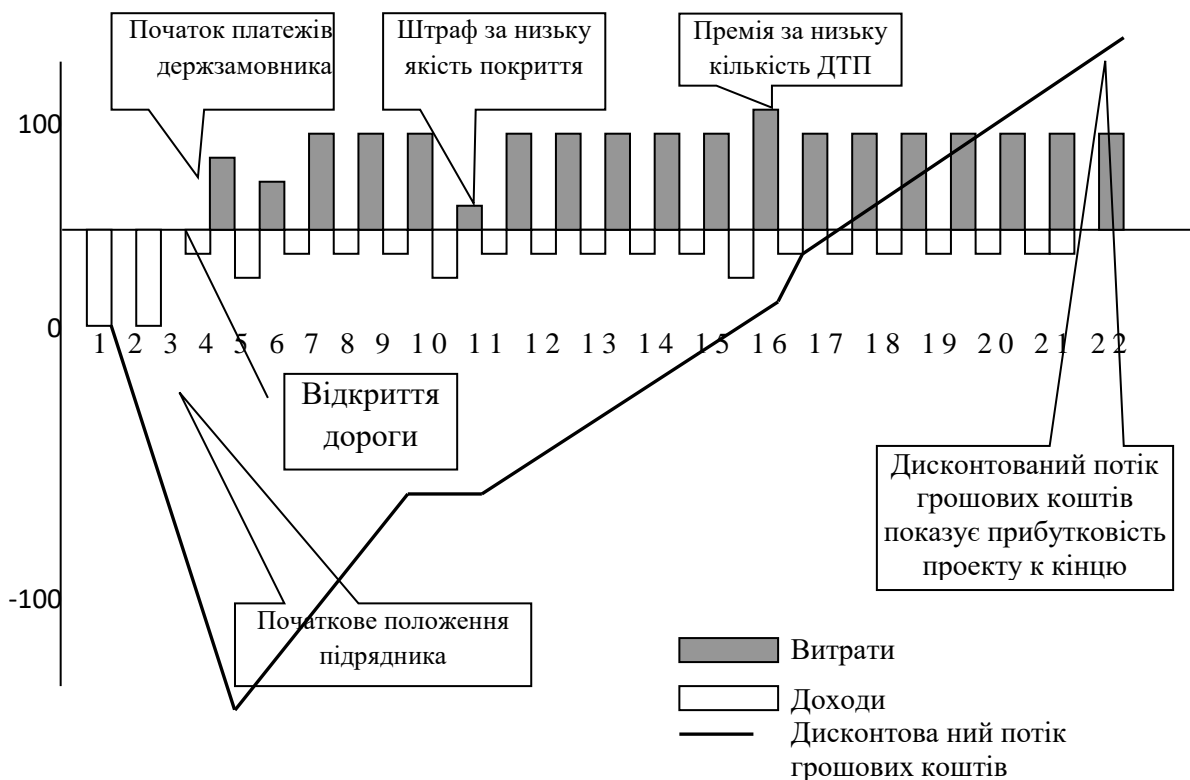 Початок платежів
держзамовника
Штраф за низьку
якість покриття
Премія за низьку
кількість ДТП
100
0
1 2 3 4 5 6 7 8 9 10 11 12 13 14 15 16 17 18 19 20 21 22
Відкриття
дороги
Дисконтований потік
грошових коштів
показує прибутковість
проекту к кінцю
-100
Початкове положення
підрядника
Витрати
Доходи
Дисконтова ний потік
грошових коштів